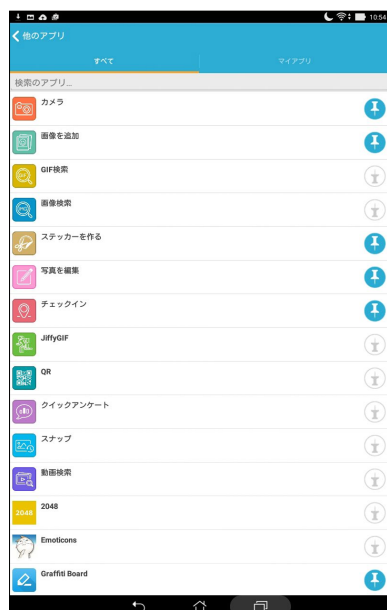 10:54
他のアプリ
すべて
マイアプリ
検索のアプリ...
カメラ
画像を追加
GIF検索
画像検索
ステッカーを作る
写真を編集
チェックイン
JiffyGIF
QR
クイックアンケート
スナップ
動画検索
2048
2048
Emoticons
Graffiti Board